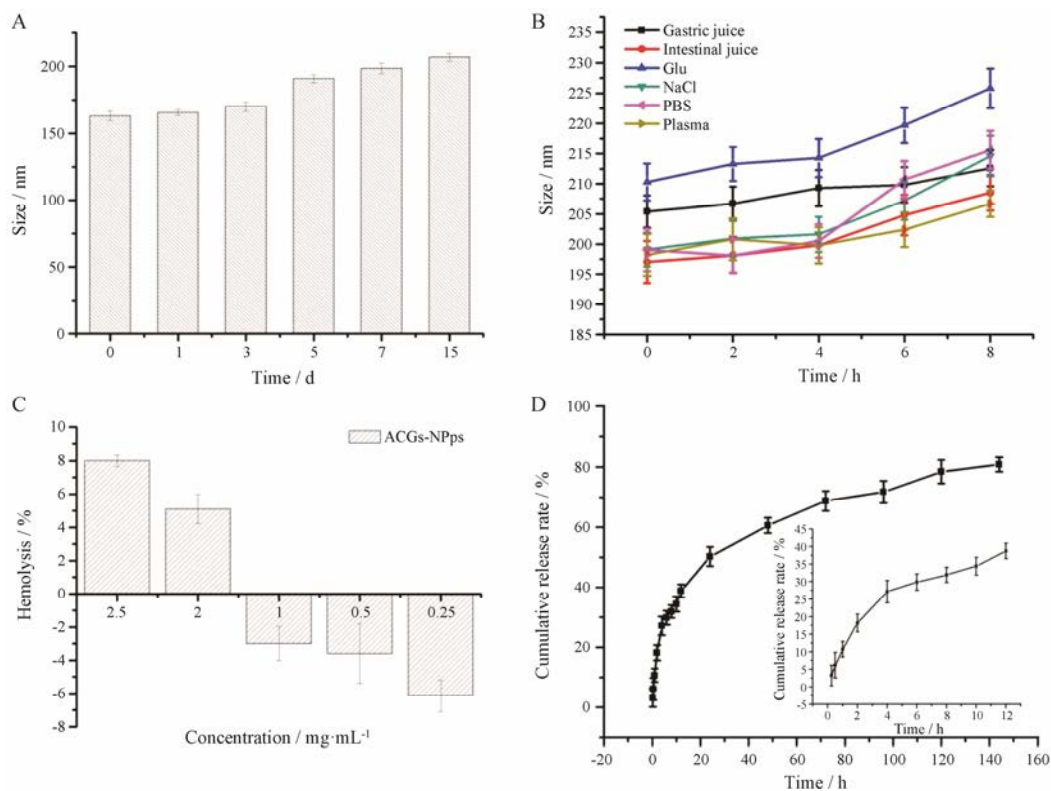 A
200
150
100
50
0
Size / nm
0 1 3 5 7 15
Time / d
B
235
230
225
220
215
210
205
200
195
190
185
Size / nm
Gastric juice
Intestinal juice
Glu
NaCl
PBS
Plasma
0 2 4 6 8
Time / h
C
10
8
6
4
2
0
-2
-4
-6
-8
Hemolysis / %
ACGs-NPps
2.5 2 1 0.5 0.25
Concentration / mg·mL⁻¹
D
100
80
60
40
20
0
Cumulative release rate / %
-20 0 20 40 60 80 100 120 140 160
Time / h
45
40
35
30
25
20
15
10
5
0
-5
Cumulative release rate / %
0 2 4 6 8 10 12
Time / h